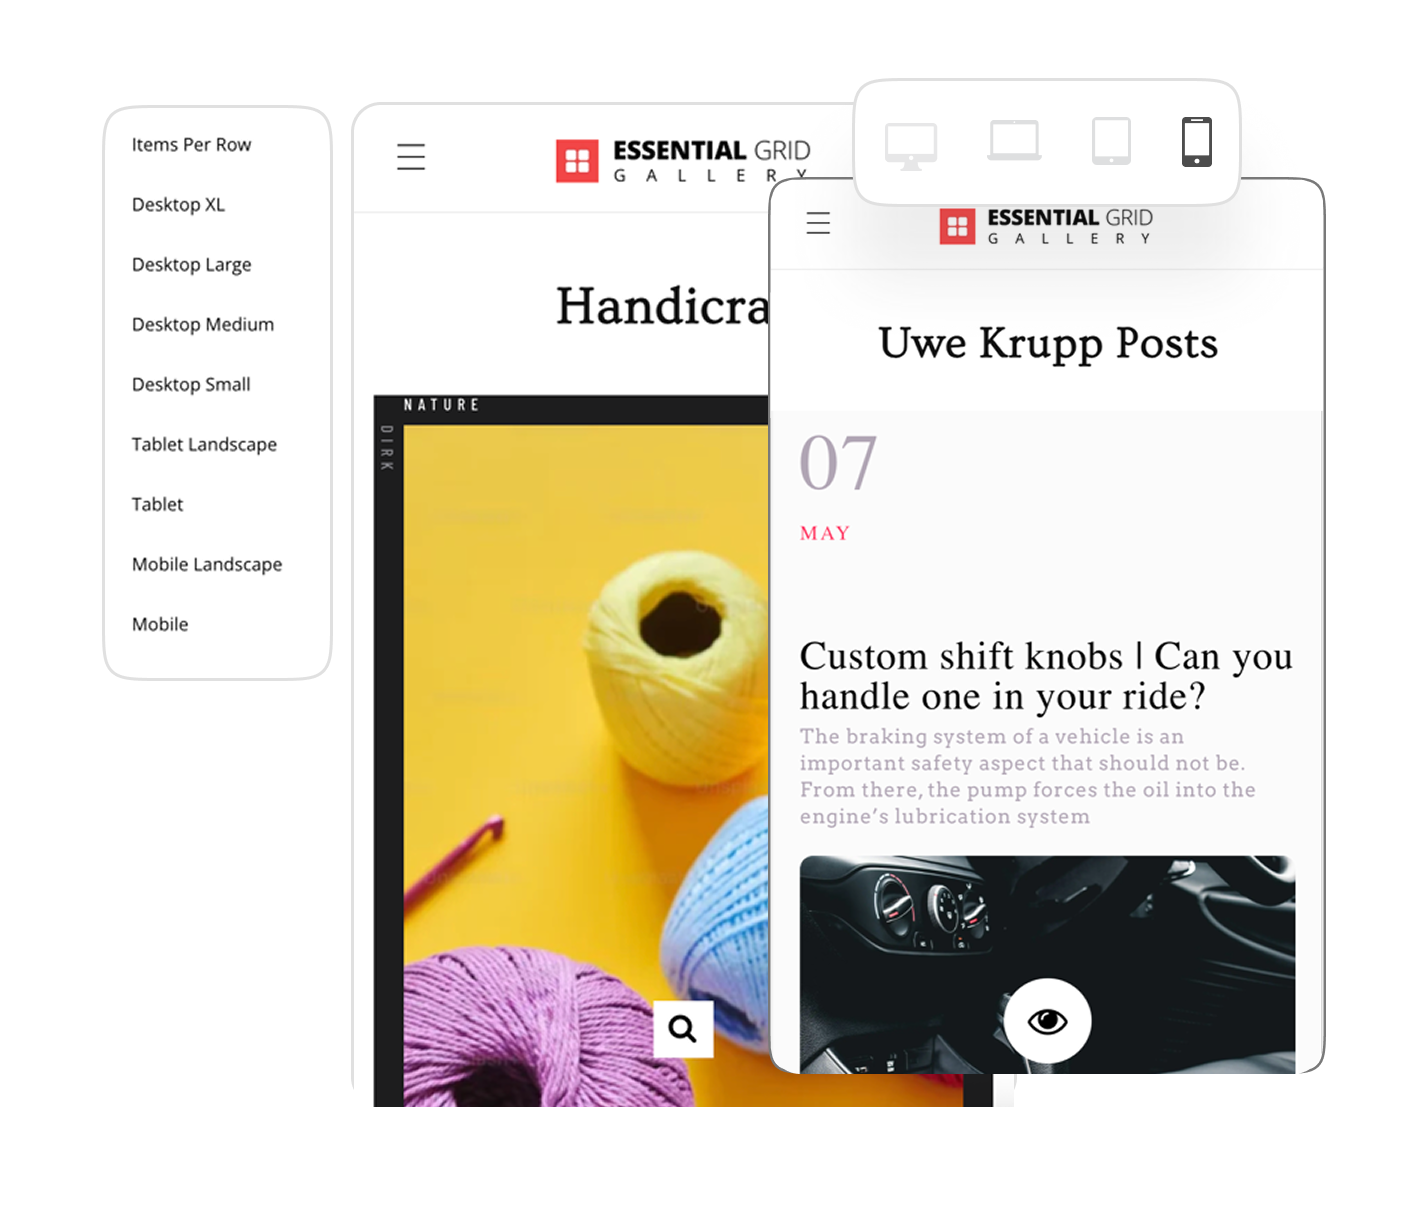 Items Per Row
Desktop XL
Desktop Large
Desktop Medium
Desktop Small
Tablet Landscape
Tablet
Mobile Landscape
Mobile
ESSENTIAL GRID
GALLERY
Handicra
NATURE
DIRK
ESSENTIAL GRID
GALLERY
Uwe Krupp Posts
07
MAY
Custom shift knobs | Can you
handle one in your ride?
The braking system of a vehicle is an
important safety aspect that should not be.
From there, the pump forces the oil into the
engine’s lubrication system